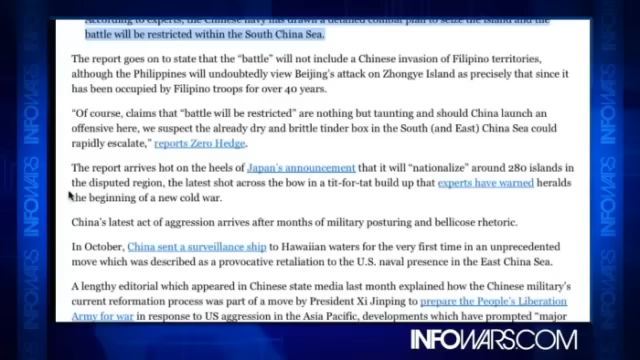 According to experts, the Chinese navy has drawn a detailed combat plan to seize the island and the
battle will be restricted within the South China Sea.
The report goes on to state that the “battle” will not include a Chinese invasion of Filipino territories,
although the Philippines will undoubtedly view Beijing’s attack on Zhongye Island as precisely that since it
has been occupied by Filipino troops for over 40 years.
“Of course, claims that “battle will be restricted” are nothing but taunting and should China launch an
offensive here, we suspect the already dry and brittle tinder box in the South (and East) China Sea could
rapidly escalate,” reports Zero Hedge.
The report arrives hot on the heels of Japan’s announcement that it will “nationalize” around 280 islands in
the disputed region, the latest shot across the bow in a tit-for-tat build up that experts have warned heralds
the beginning of a new cold war.
China’s latest act of aggression arrives after months of military posturing and bellicose rhetoric.
In October, China sent a surveillance ship to Hawaiian waters for the very first time in an unprecedented
move which was described as a provocative retaliation to the U.S. naval presence in the East China Sea.
A lengthy editorial which appeared in Chinese state media last month explained how the Chinese military’s
current reformation process was part of a move by President Xi Jinping to prepare the People’s Liberation
Army for war in response to US aggression in the Asia Pacific, developments which have prompted “major
INFOWARS
INFOWARS
INFOWARS
INFOWARS
INFOWARS.COM